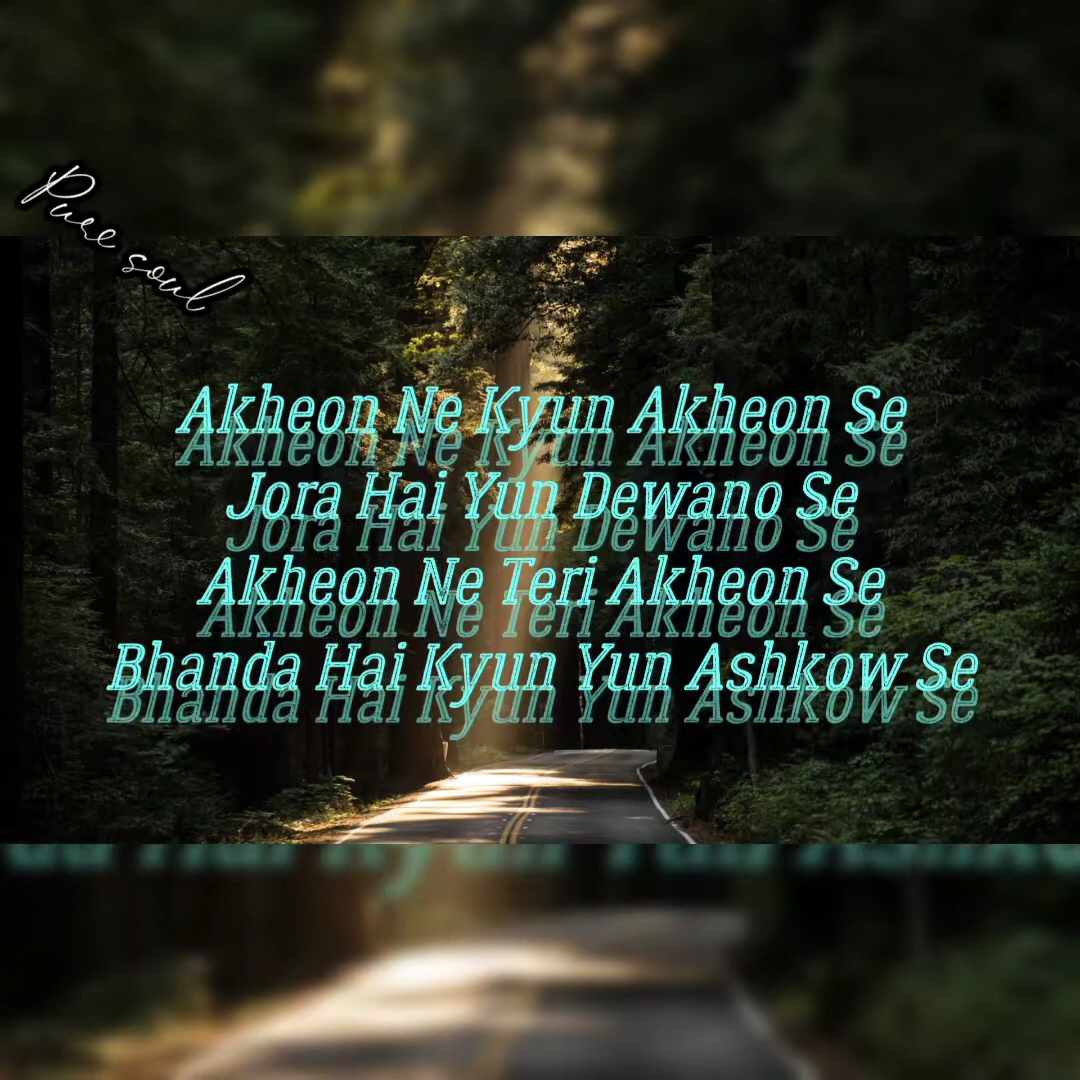 Pure soul
Akheon Ne Kyun Akheon Se
Jora Hai Yun Dewano Se
Akheon Ne Teri Akheon Se
Bhanda Hai Kyun Yun Ashkow Se